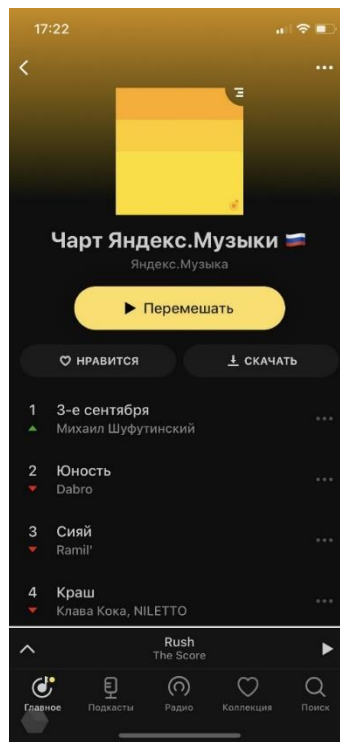 17:22
Чарт Яндекс.Музыки
Яндекс.Музыка
Перемешать
НРАВИТСЯ
СКАЧАТЬ
1 3-е сентября
Михаил Шуфутинский
2 Юность
Dabro
3 Сияй
Ramil'
4 Краш
Клава Кока, NILETTO
Rush
The Score
Главное Подкасты Радио Коллекция Поиск